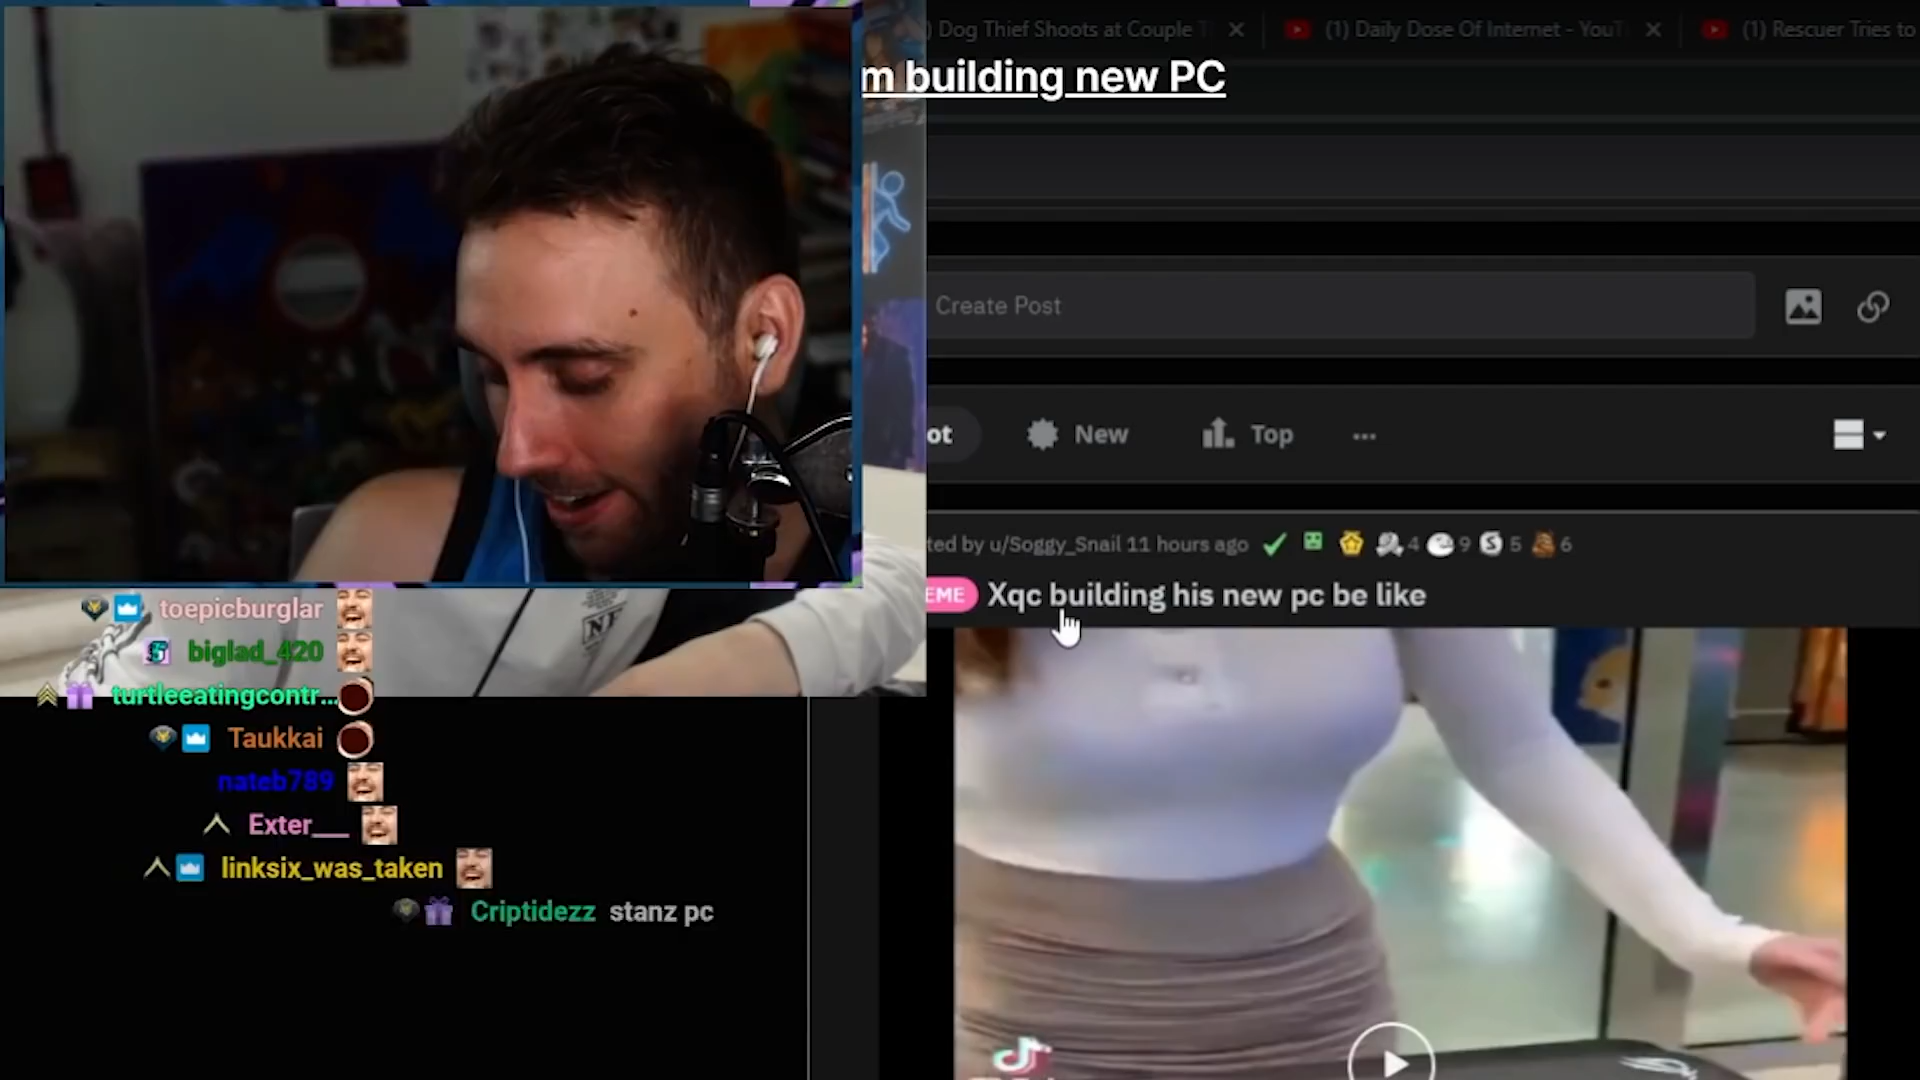 ) Dog Thief Shoots at Couple T
(1) Daily Dose Of Internet - YouT
(1) Rescuer Tries to
m building new PC
Create Post
ot
New
Top
ted by u/Soggy_Snail 11 hours ago
4
9
5
6
EME
Xqc building his new pc be like
toepicburglar
biglad_420
turtleeatingcontr...
Taukkai
nateb789
Exter___
linksix_was_taken
Criptidezz stanz pc